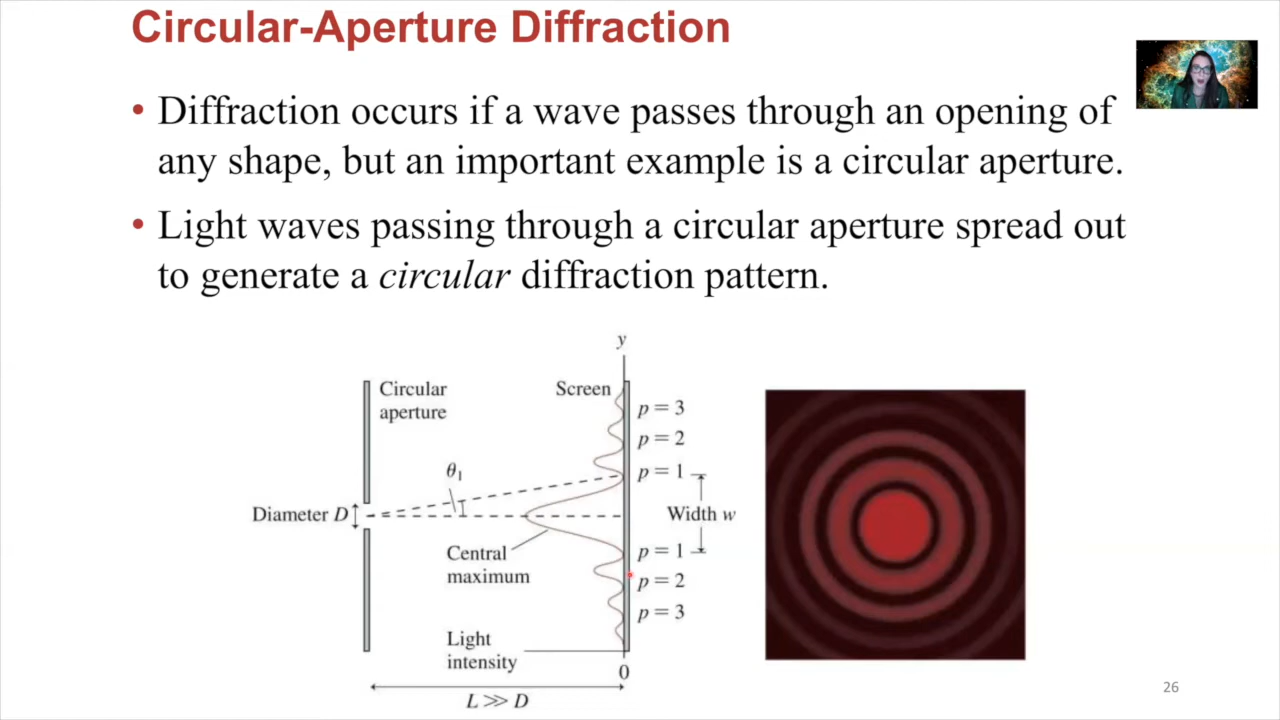 Circular-Aperture Diffraction
• Diffraction occurs if a wave passes through an opening of
any shape, but an important example is a circular aperture.
• Light waves passing through a circular aperture spread out
to generate a circular diffraction pattern.
y
Circular
aperture
Screen
p = 3
p = 2
θ₁
p = 1
Diameter D
Width w
Central
maximum
p = 1
p = 2
p = 3
Light
intensity
0
L ≫ D
26